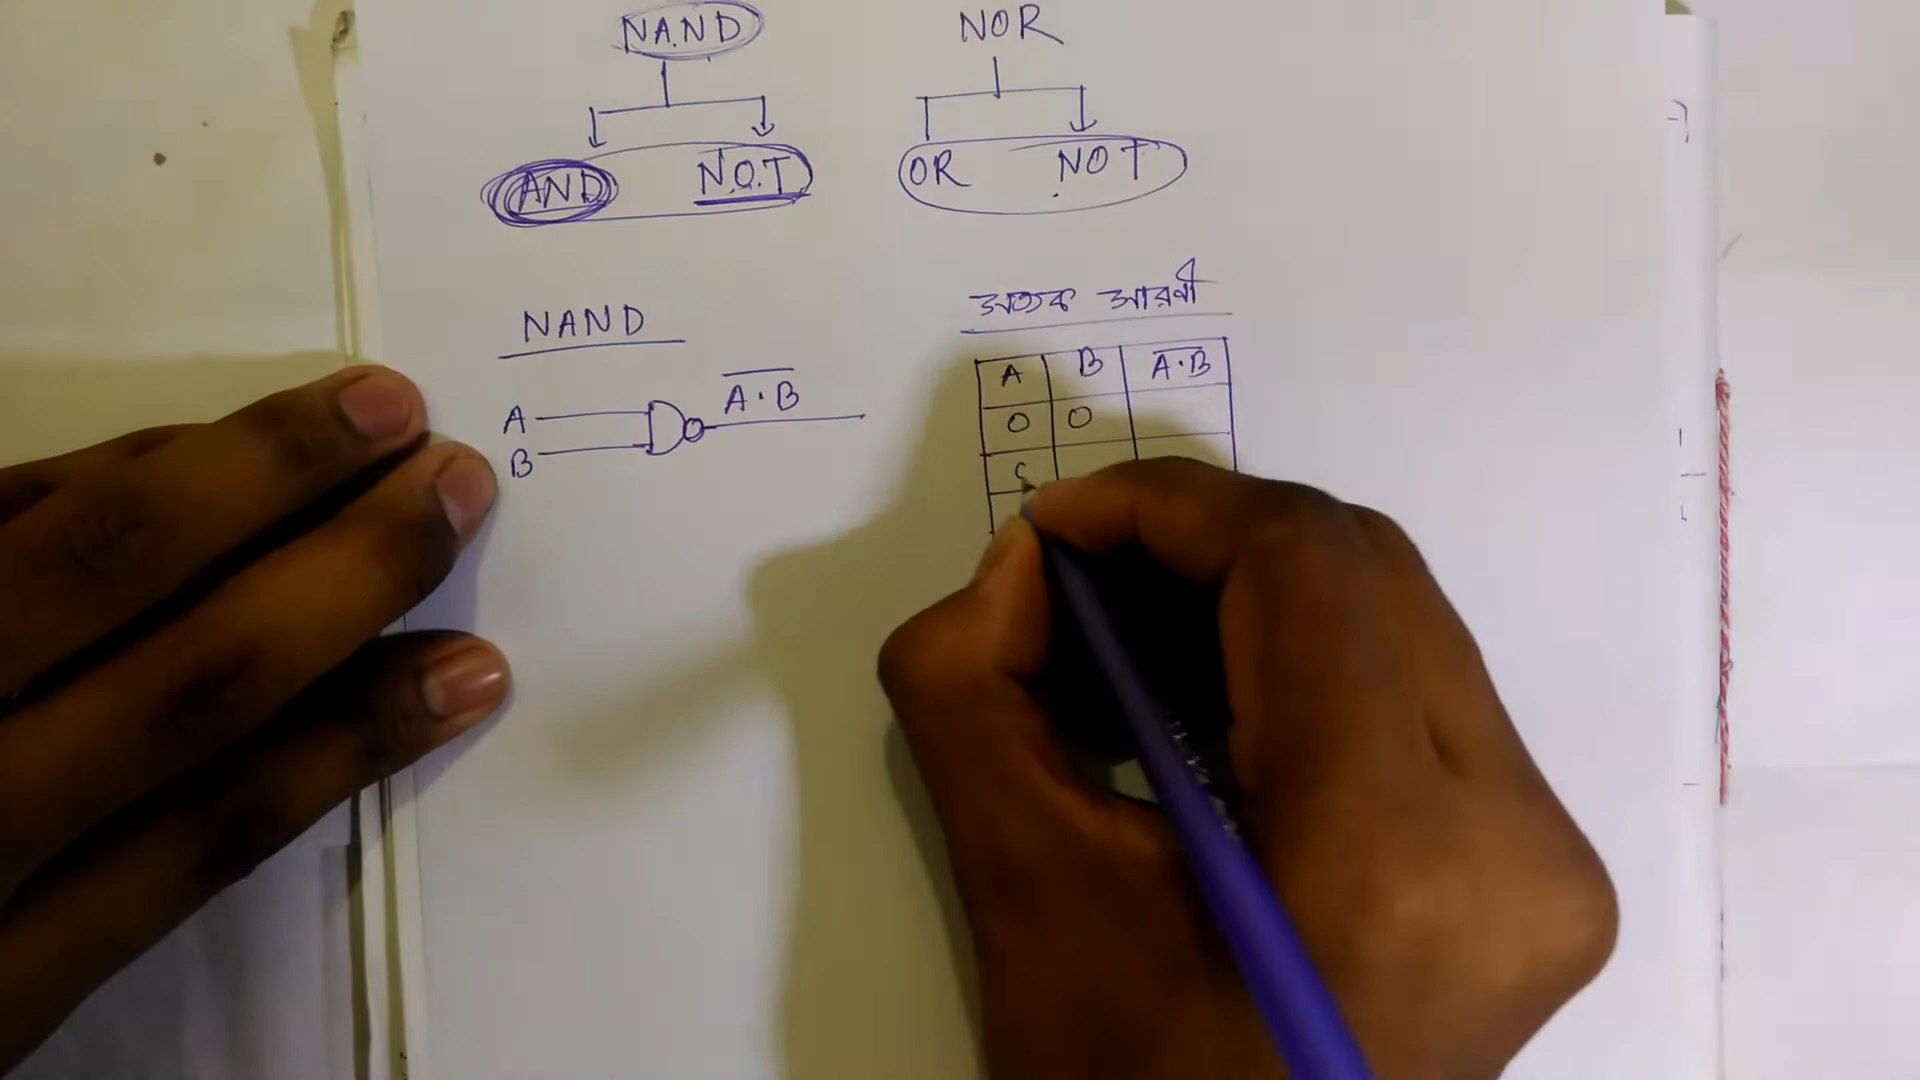 NAND NOR
AND NOT OR NOT
NAND
সত্যক সারণী
A
B
A̅ ̅·̅ ̅B̅
A B A̅ ̅·̅ ̅B̅
0 0